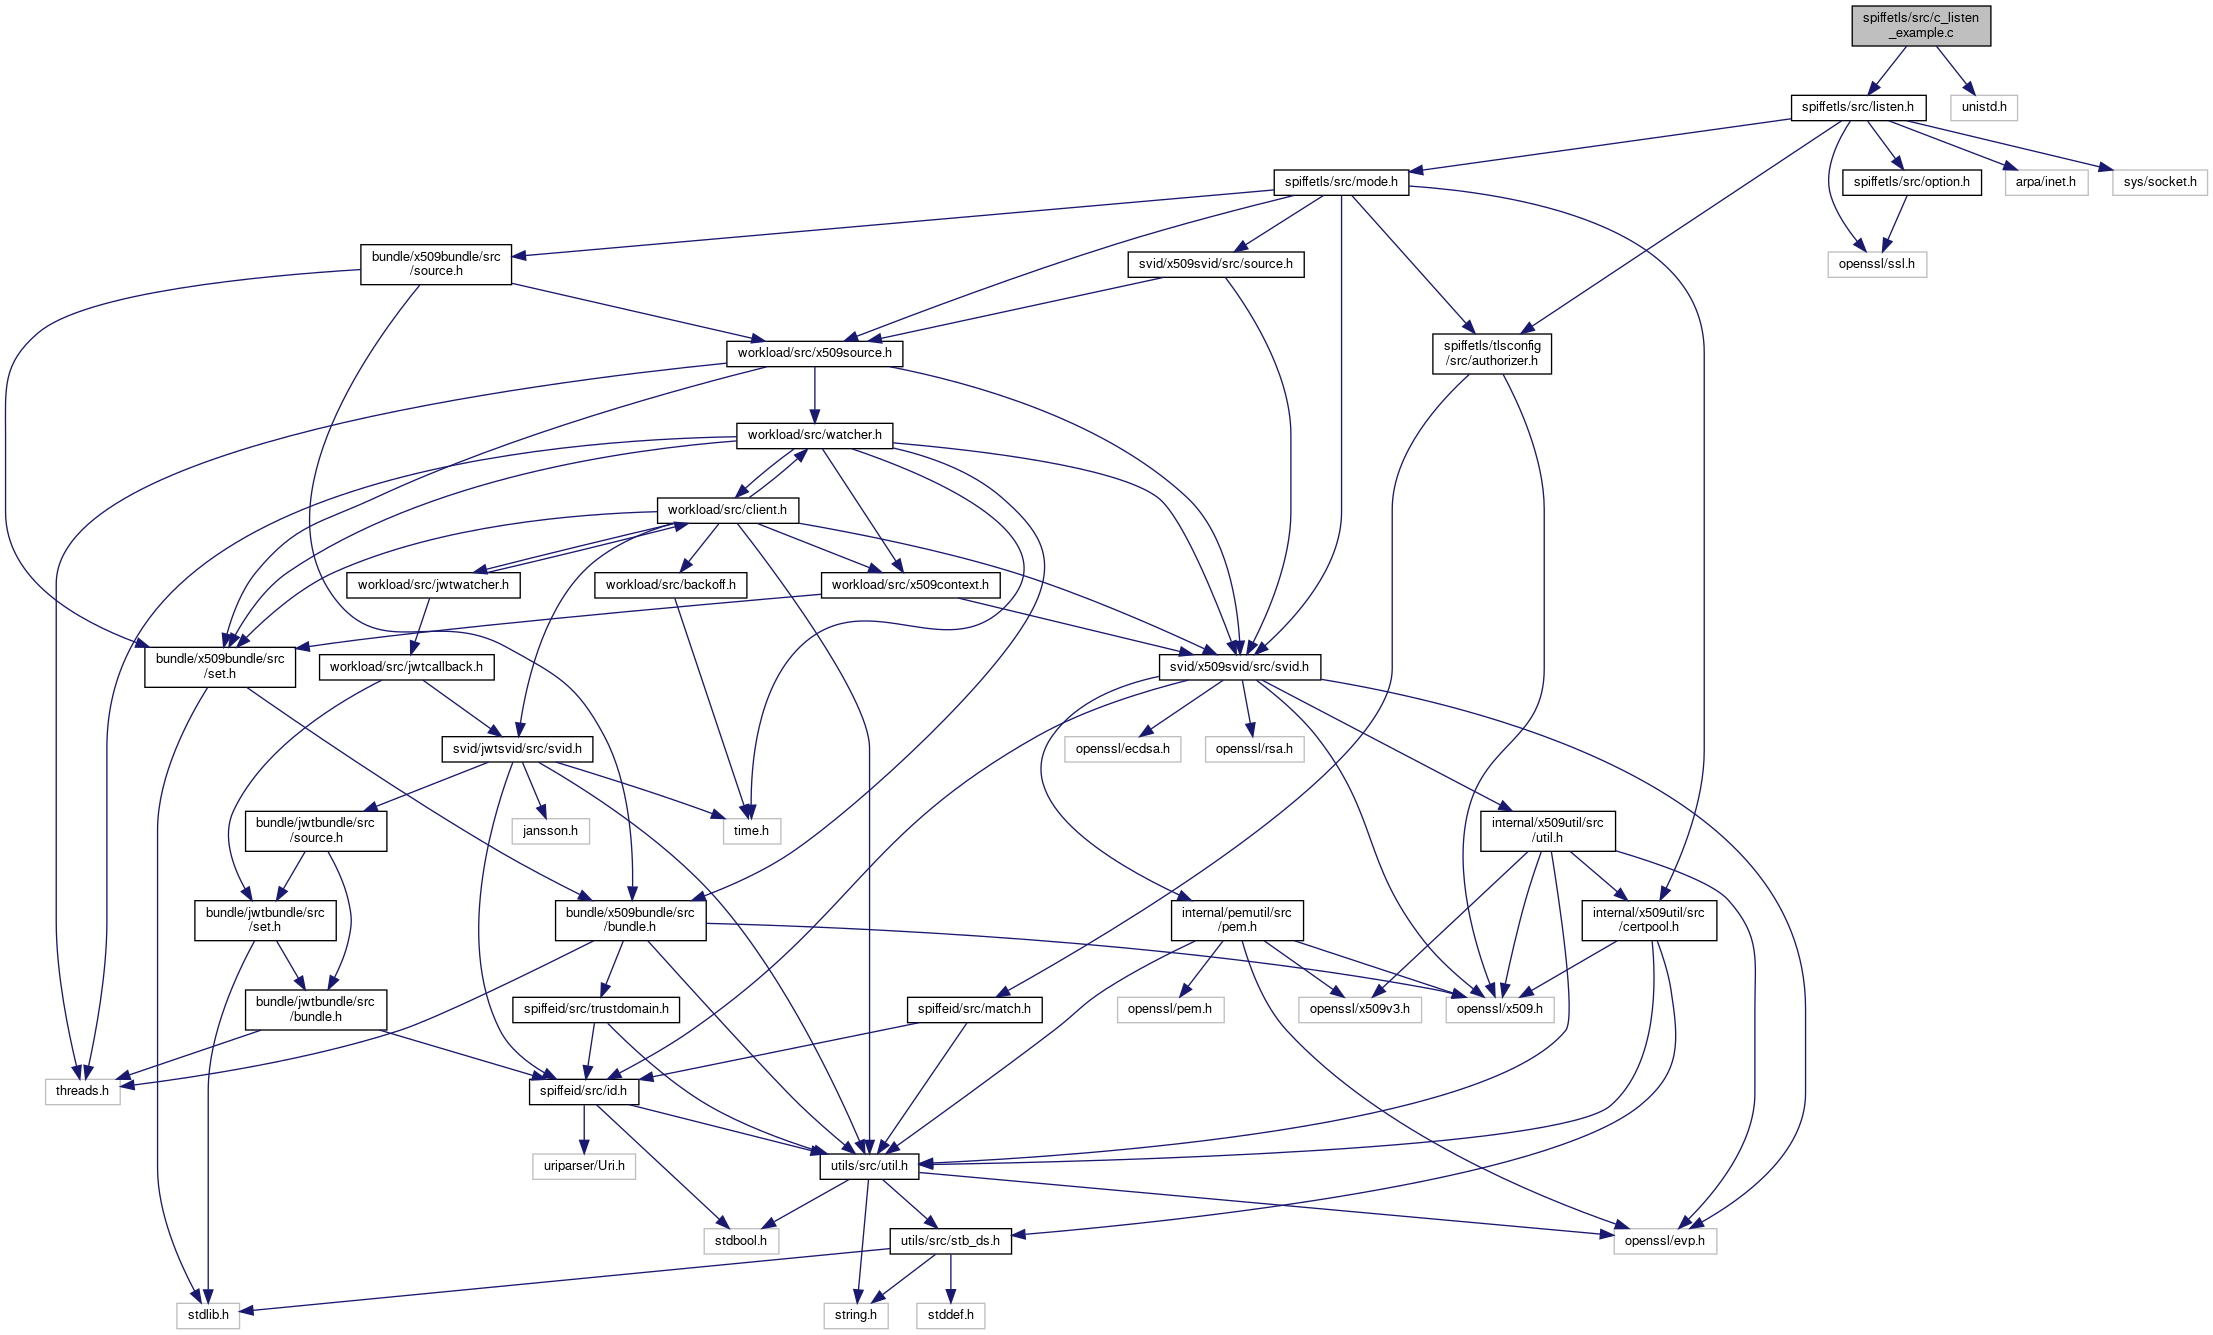 spiffetls/src/c_listen
_example.c
spiffetls/src/listen.h
unistd.h
spiffetls/src/mode.h
spiffetls/src/option.h
arpa/inet.h
sys/socket.h
bundle/x509bundle/src
/source.h
svid/x509svid/src/source.h
openssl/ssl.h
workload/src/x509source.h
spiffetls/tlsconfig
/src/authorizer.h
workload/src/watcher.h
workload/src/client.h
workload/src/jwtwatcher.h
workload/src/backoff.h
workload/src/x509context.h
bundle/x509bundle/src
/set.h
workload/src/jwtcallback.h
svid/x509svid/src/svid.h
svid/jwtsvid/src/svid.h
openssl/ecdsa.h
openssl/rsa.h
bundle/jwtbundle/src
/source.h
jansson.h
time.h
internal/x509util/src
/util.h
bundle/jwtbundle/src
/set.h
bundle/x509bundle/src
/bundle.h
internal/pemutil/src
/pem.h
internal/x509util/src
/certpool.h
bundle/jwtbundle/src
/bundle.h
spiffeid/src/trustdomain.h
spiffeid/src/match.h
openssl/pem.h
openssl/x509v3.h
openssl/x509.h
threads.h
spiffeid/src/id.h
uriparser/Uri.h
utils/src/util.h
stdbool.h
utils/src/stb_ds.h
openssl/evp.h
stdlib.h
string.h
stddef.h